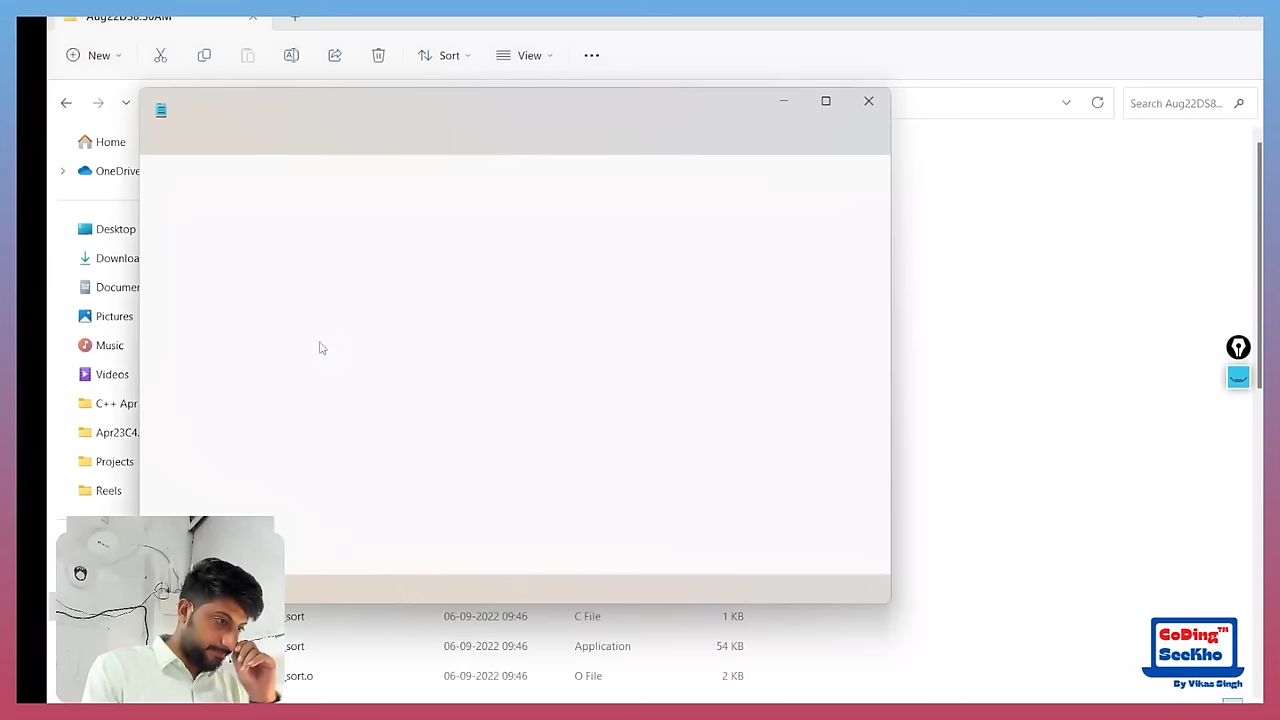 Aug22DS8:30AM
New
Sort
View
Search Aug22DS8...
Home
OneDrive
Desktop
Downloa
Documer
Pictures
Music
Videos
C++ Apr
Apr23C4.
Projects
Reels
sort 06-09-2022 09:46 C File 1 KB
sort 06-09-2022 09:46 Application 54 KB
_sort.o 06-09-2022 09:46 O File 2 KB
CoDing™
SeeKho
By Vikas Singh